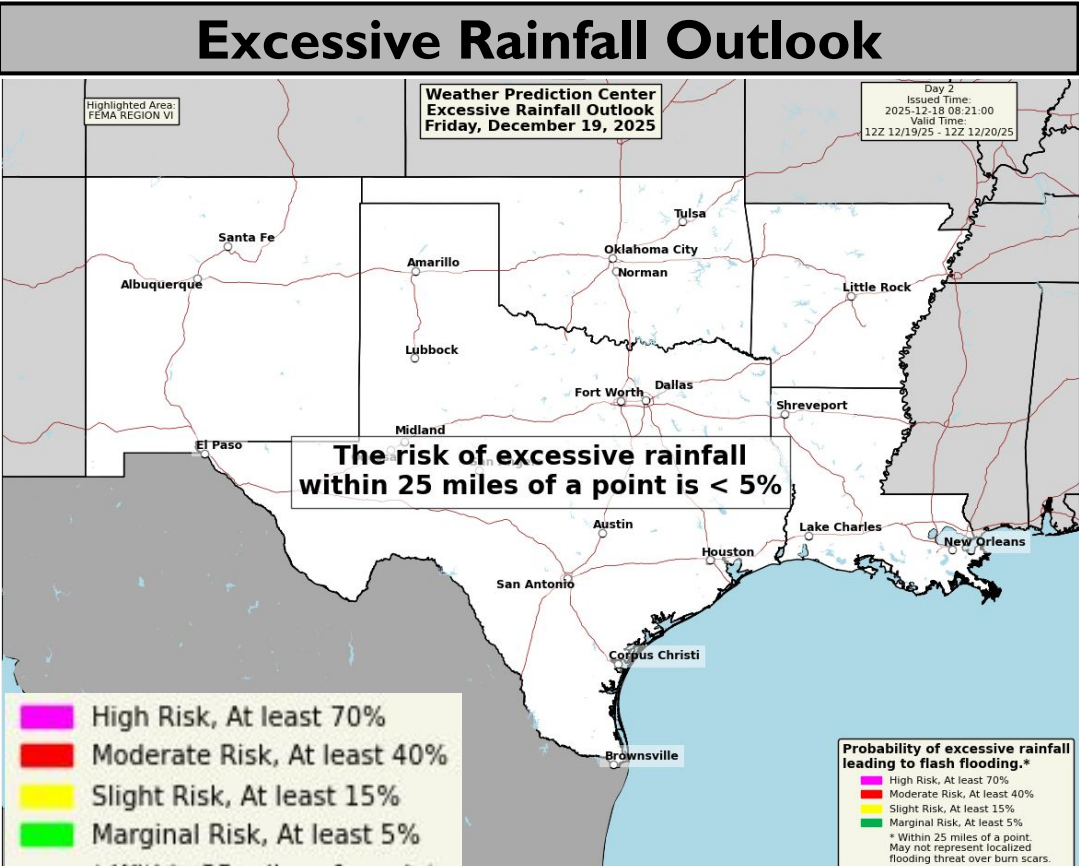 Excessive Rainfall Outlook
Highlighted Area:
FEMA REGION VI
Weather Prediction Center
Excessive Rainfall Outlook
Friday, December 19, 2025
Day 2
Issued Time:
2025-12-18 08:21:00
Valid Time:
12Z 12/19/25 - 12Z 12/20/25
Tulsa
Santa Fe
Oklahoma City
Amarillo
Norman
Albuquerque
Little Rock
Lubbock
Dallas
Fort Worth
Shreveport
Midland
El Paso
The risk of excessive rainfall
within 25 miles of a point is < 5%
Austin
Lake Charles
New Orleans
Houston
San Antonio
Corpus Christi
Brownsville
High Risk, At least 70%
Moderate Risk, At least 40%
Slight Risk, At least 15%
Marginal Risk, At least 5%
Probability of excessive rainfall
leading to flash flooding.*
High Risk, At least 70%
Moderate Risk, At least 40%
Slight Risk, At least 15%
Marginal Risk, At least 5%
* Within 25 miles of a point.
May not represent localized
flooding threat over burn scars.